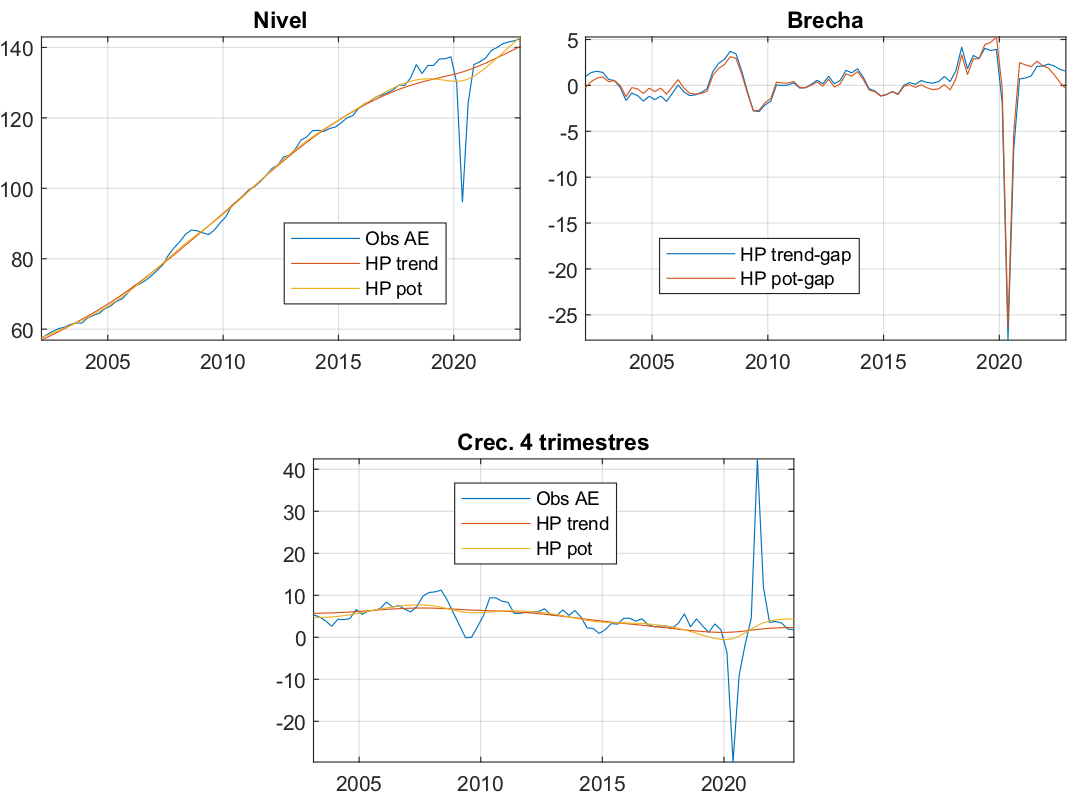 Nivel
140
120
100
80
60
2005
2010
2015
2020
Obs AE
HP trend
HP pot
Brecha
5
0
-5
-10
-15
-20
-25
2005
2010
2015
2020
HP trend-gap
HP pot-gap
Crec. 4 trimestres
40
30
20
10
0
-10
-20
2005
2010
2015
2020
Obs AE
HP trend
HP pot